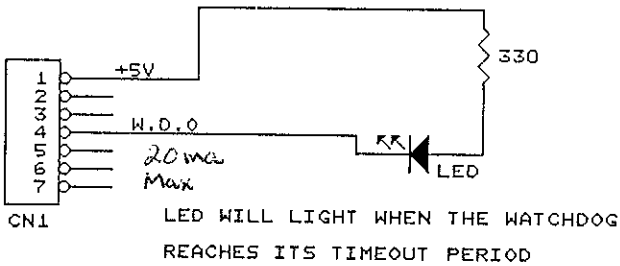 +5V
330
1
2
3
4
5
6
7
W.D.O
20 ma
Max
LED
CN1
LED WILL LIGHT WHEN THE WATCHDOG
REACHES ITS TIMEOUT PERIOD